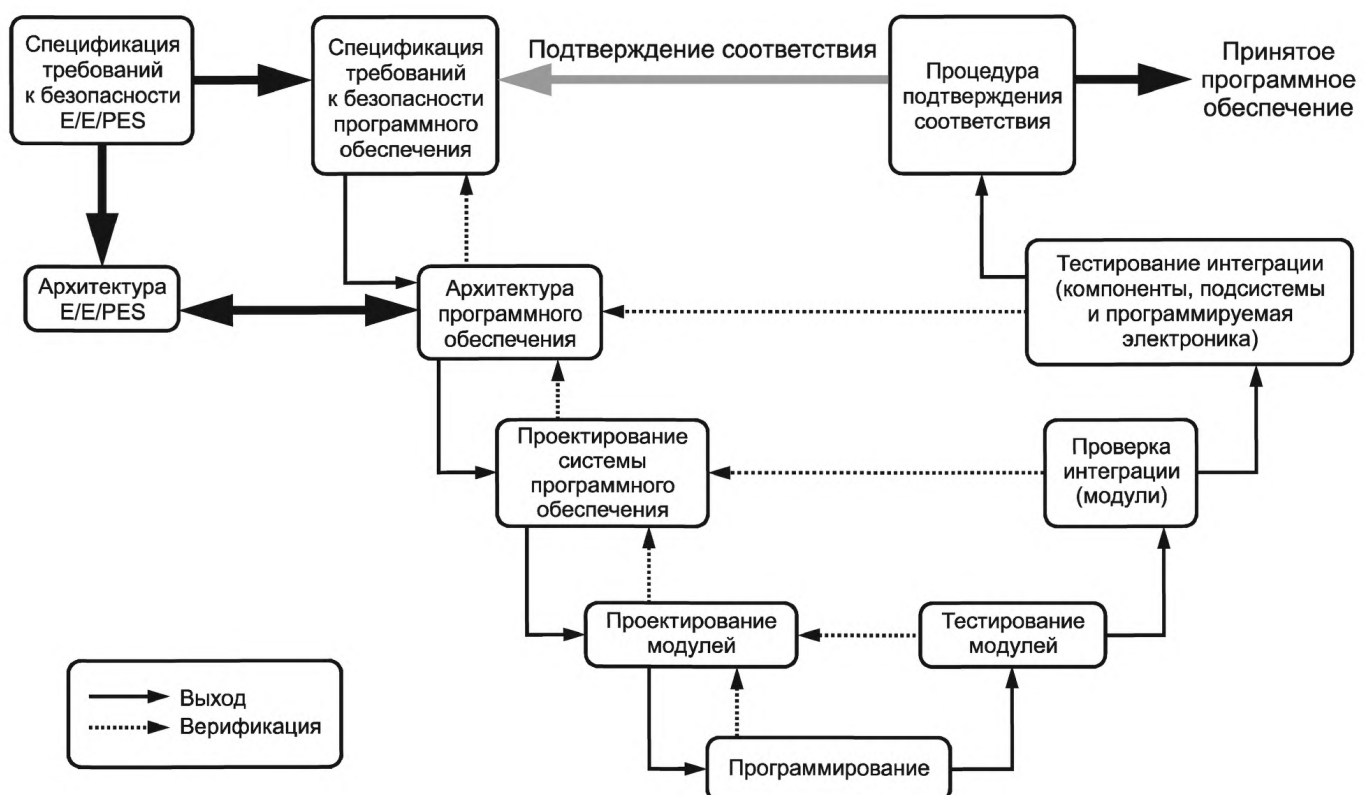 Спецификация
требований
к безопасности
E/E/PES
Спецификация
требований
к безопасности
программного
обеспечения
Подтверждение соответствия
Процедура
подтверждения
соответствия
Принятое
программное
обеспечение
Архитектура
E/E/PES
Архитектура
программного
обеспечения
Тестирование интеграции
(компоненты, подсистемы
и программируемая
электроника)
Проектирование
системы
программного
обеспечения
Проверка
интеграции
(модули)
Проектирование
модулей
Тестирование
модулей
Выход
Верификация
Программирование